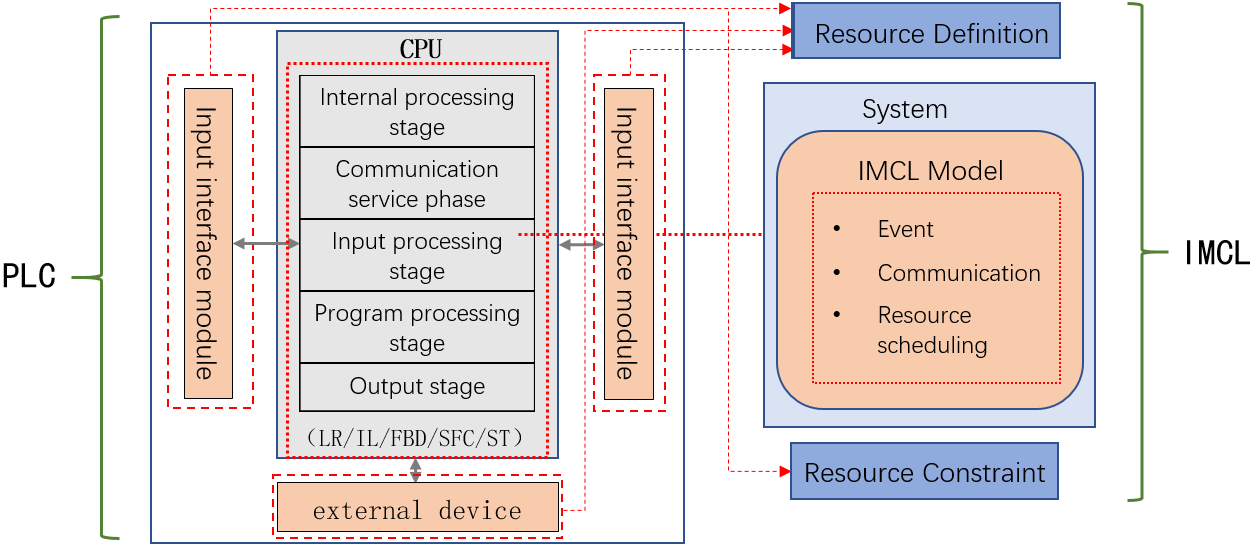 PLC
Input interface module
CPU
Internal processing
stage
Communication
service phase
Input processing
stage
Program processing
stage
Output stage
(LR/IL/FBD/SFC/ST)
Input interface module
external device
Resource Definition
System
IMCL Model
• Event
• Communication
• Resource
scheduling
Resource Constraint
IMCL